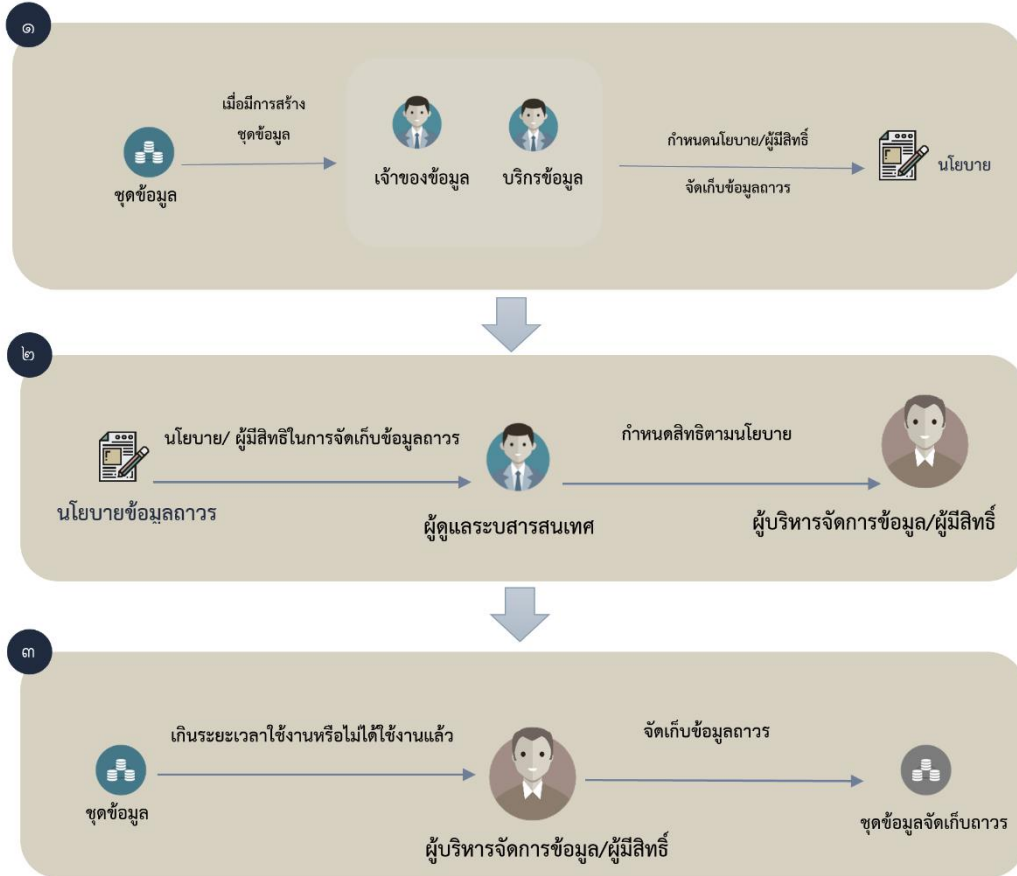 ๑
เมื่อมีการสร้าง
ชุดข้อมูล
ชุดข้อมูล
เจ้าของข้อมูล
บริกรข้อมูล
กำหนดนโยบาย/ผู้มีสิทธิ์
จัดเก็บข้อมูลถาวร
นโยบาย
๒
นโยบาย/ ผู้มีสิทธิในการจัดเก็บข้อมูลถาวร
กำหนดสิทธิตามนโยบาย
นโยบายข้อมูลถาวร
ผู้ดูแลระบบสารสนเทศ
ผู้บริหารจัดการข้อมูล/ผู้มีสิทธิ์
๓
เกินระยะเวลาใช้งานหรือไม่ได้ใช้งานแล้ว
จัดเก็บข้อมูลถาวร
ชุดข้อมูล
ผู้บริหารจัดการข้อมูล/ผู้มีสิทธิ์
ชุดข้อมูลจัดเก็บถาวร